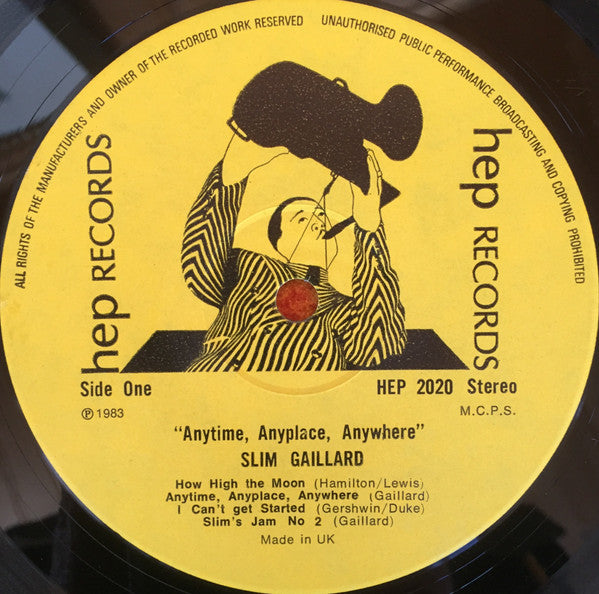 ALL RIGHTS OF THE MANUFACTURERS AND OWNER OF THE RECORDED WORK RESERVED
UNAUTHORISED PUBLIC PERFORMANCE BROADCASTING AND COPYING PROHIBITED
hep RECORDS
hep RECORDS
Side One
HEP 2020 Stereo
℗ 1983
M.C.P.S.
"Anytime, Anyplace, Anywhere"
SLIM GAILLARD
How High the Moon (Hamilton/Lewis)
Anytime, Anyplace, Anywhere (Gaillard)
I Can't get Started (Gershwin/Duke)
Slim's Jam No 2 (Gaillard)
Made in UK